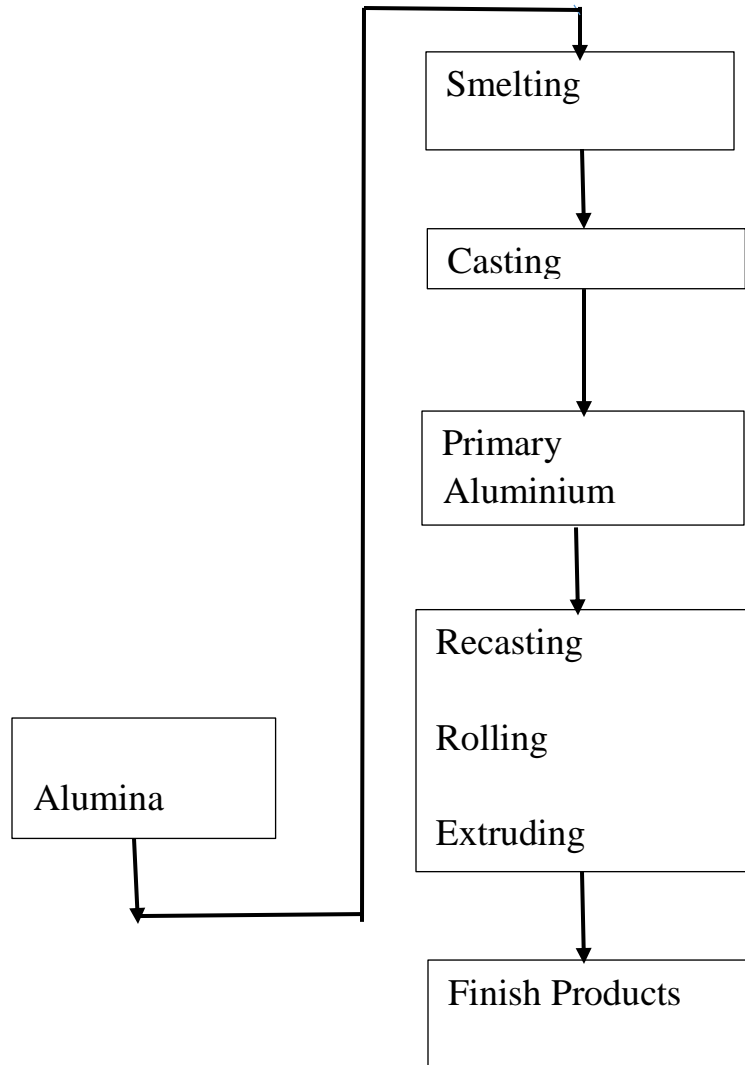 Smelting
Casting
Primary
Aluminium
Recasting
Rolling
Extruding
Alumina
Finish Products